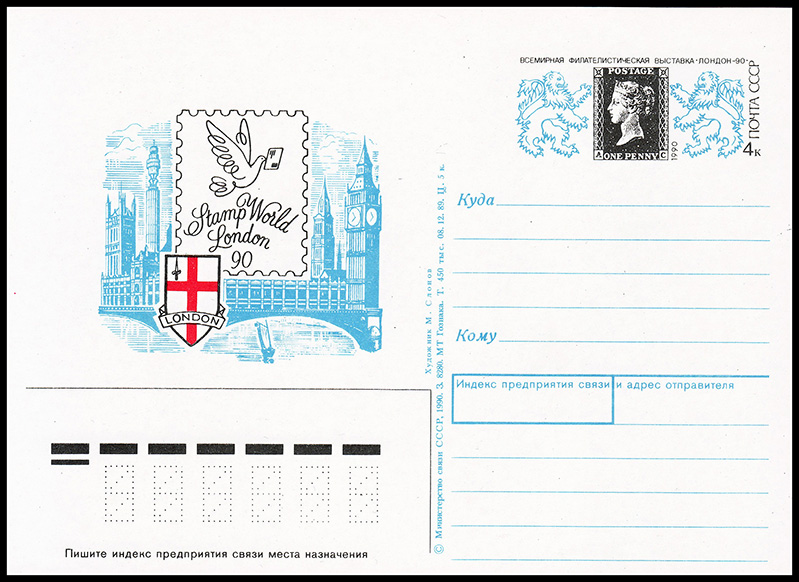 ВСЕМИРНАЯ ФИЛАТЕЛИСТИЧЕСКАЯ ВЫСТАВКА ·ЛОНДОН-90·
POSTAGE
A ONE PENNY C
1990
ПОЧТА СССР
4к
Stamp World
London
90
LONDON
Куда
Кому
Индекс предприятия связи и адрес отправителя
Художник М. Слонов
© Министерство связи СССР, 1990. З. 8280. МТ Гознака. Т. 450 тыс. 08.12.89. Ц. 5 к.
Пишите индекс предприятия связи места назначения